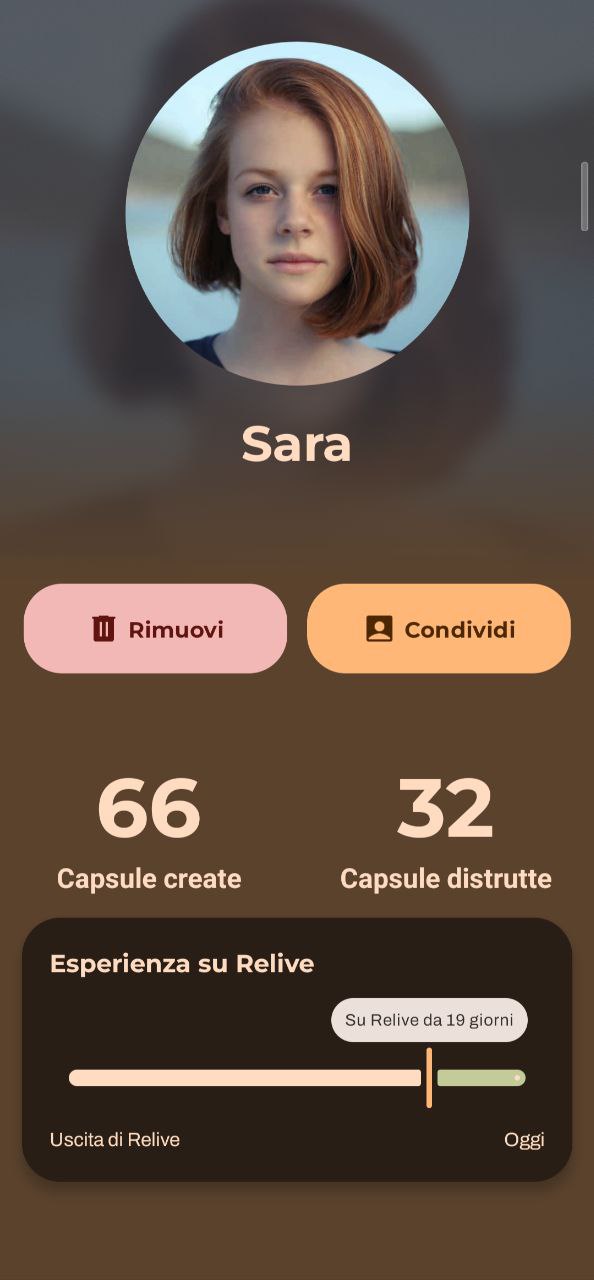 Sara
Rimuovi
Condividi
66
32
Capsule create
Capsule distrutte
Esperienza su Relive
Su Relive da 19 giorni
Uscita di Relive
Oggi